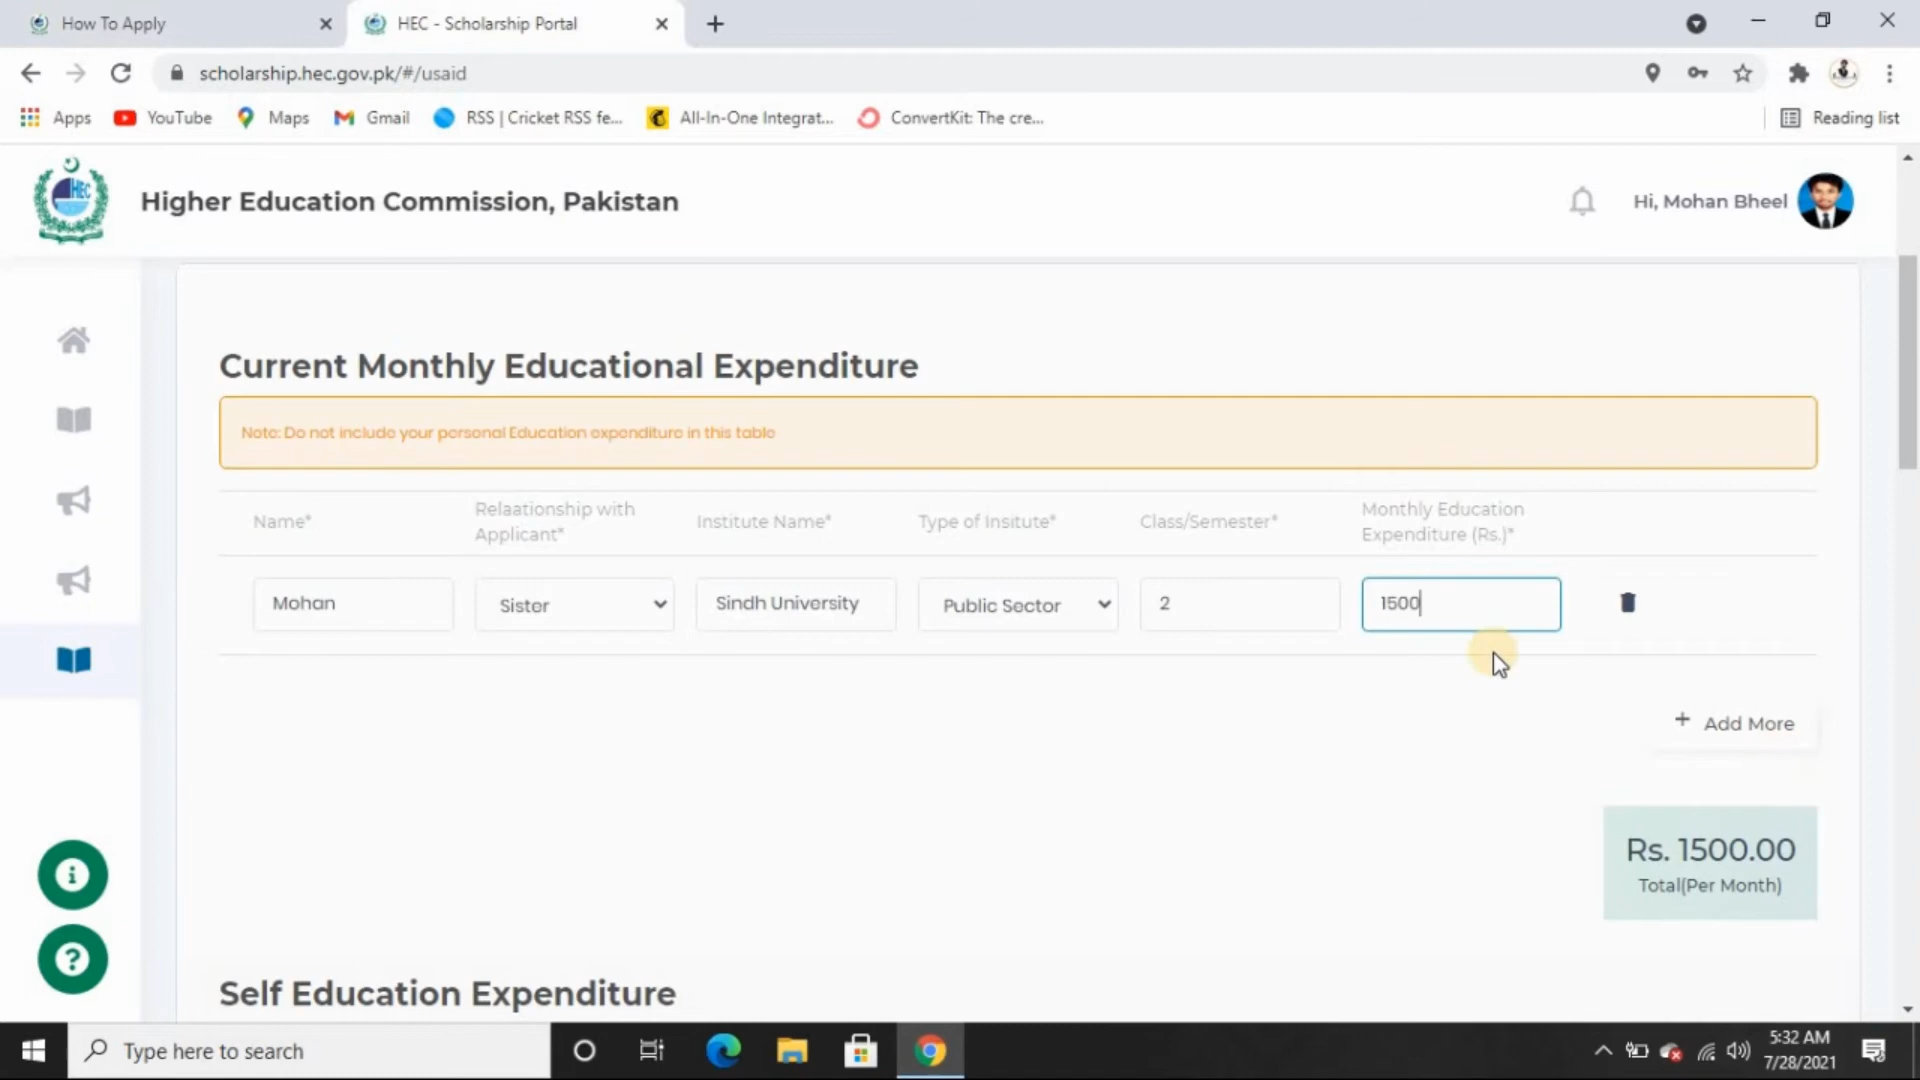 How To Apply
HEC - Scholarship Portal
scholarship.hec.gov.pk/#/usaid
Apps
YouTube
Maps
Gmail
RSS | Cricket RSS fe...
All-In-One Integrat...
ConvertKit: The cre...
Reading list
HEC
Higher Education Commission, Pakistan
Hi, Mohan Bheel
Current Monthly Educational Expenditure
Note: Do not include your personal Education expenditure in this table
Name*
Relaationship with
Applicant*
Institute Name*
Type of Insitute*
Class/Semester*
Monthly Education
Expenditure (Rs.)*
Mohan
Sister
Sindh University
Public Sector
2
1500
+ Add More
Rs. 1500.00
Total(Per Month)
Self Education Expenditure
Type here to search
5:32 AM
7/28/2021